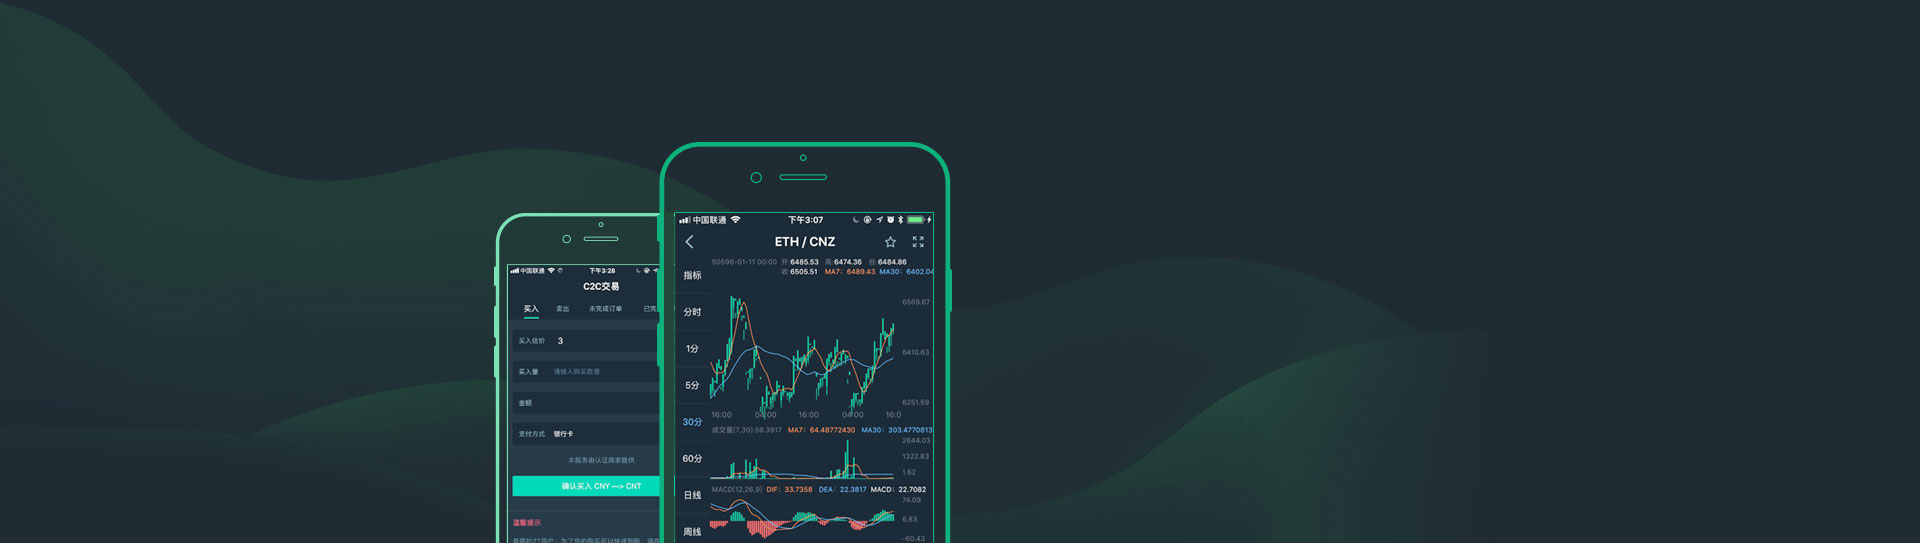 中国联通
下午3:28
C2C交易
买入 卖出 未完成订单 已完
买入估价 3
买入量 请输入购买数量
金额
支付方式 银行卡
本服务由认证商家提供
确认买入 CNY —> CNT
温馨提示
中国联通 下午3:07
ETH / CNZ
50596-01-11 00:00 开 6485.53 高 6474.36 低 6484.86
收 6505.51 MA7: 6489.43 MA30: 6402.04
指标
分时
1分
5分
30分
60分
日线
周线
6569.67
6410.63
6251.59
16:00 04:00 16:00 04:00 16:0
成交量(7,30):56.3917 MA7: 64.48772430 MA30: 303.4770813
2644.03
1322.83
1.62
MACD(12,26,9) DIF: 33.7358 DEA: 22.3817 MACD: 22.7082
74.09
6.83
-60.43